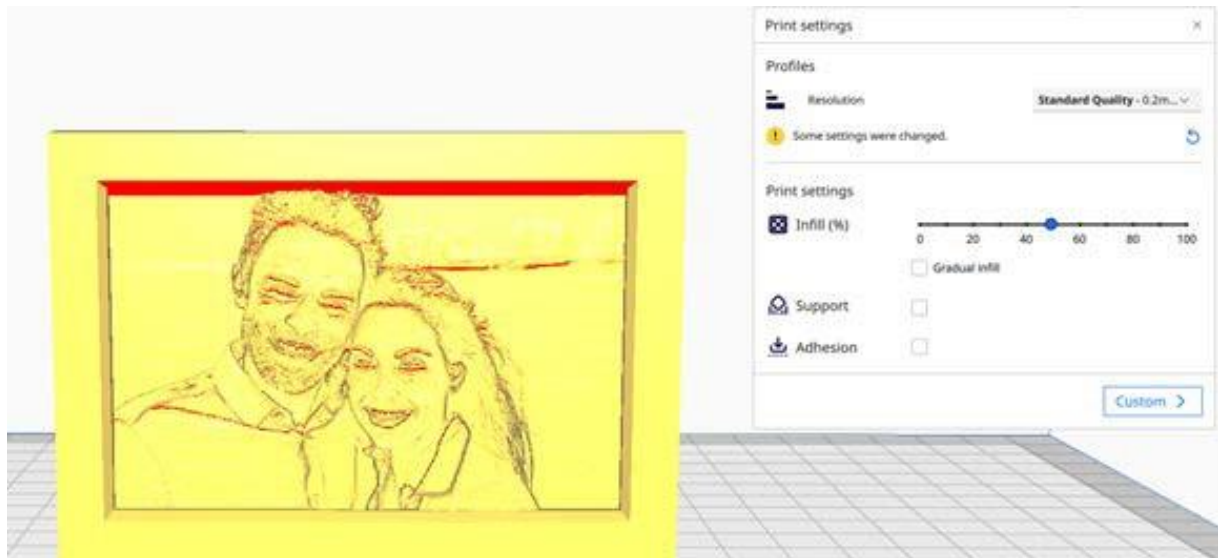 Print settings
Profiles
Resolution
Standard Quality - 0.2m...
Some settings were changed.
Print settings
Infill (%)
0 20 40 60 80 100
Gradual infill
Support
Adhesion
Custom